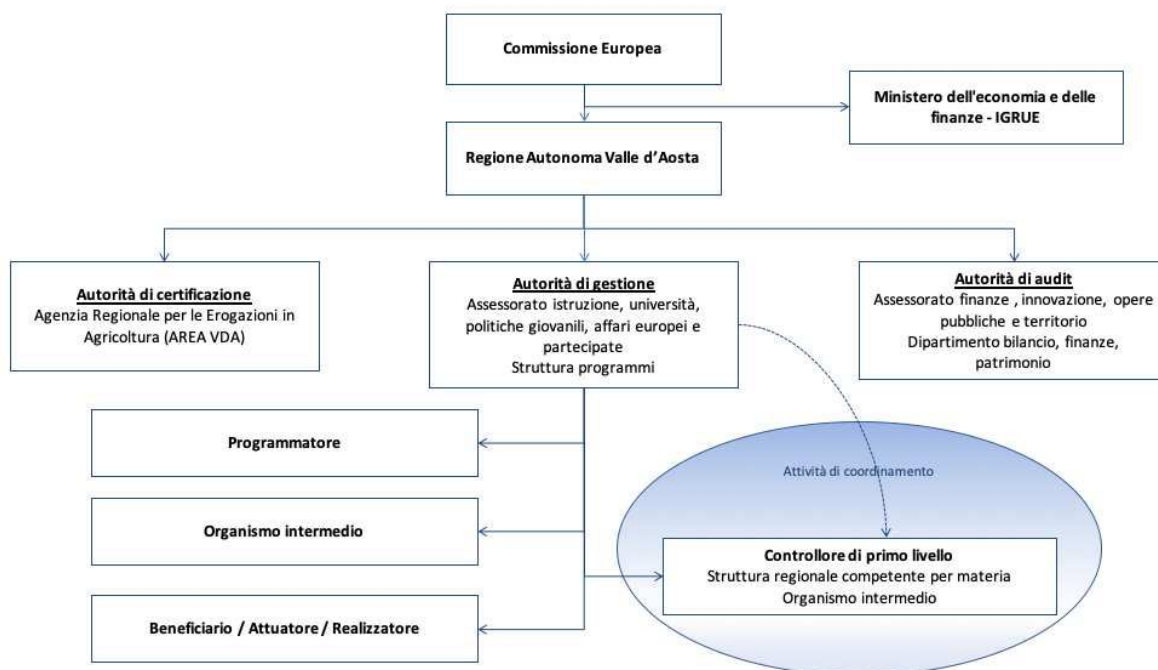 Commissione Europea
Ministero dell'economia e delle
finanze - IGRUE
Regione Autonoma Valle d'Aosta
Autorità di certificazione
Agenzia Regionale per le Erogazioni in
Agricoltura (AREA VDA)
Autorità di gestione
Assessorato istruzione, università,
politiche giovanili, affari europei e
partecipate
Struttura programmi
Autorità di audit
Assessorato finanze , innovazione, opere
pubbliche e territorio
Dipartimento bilancio, finanze,
patrimonio
Programmatore
Attività di coordinamento
Organismo intermedio
Controllore di primo livello
Struttura regionale competente per materia
Organismo intermedio
Beneficiario / Attuatore / Realizzatore